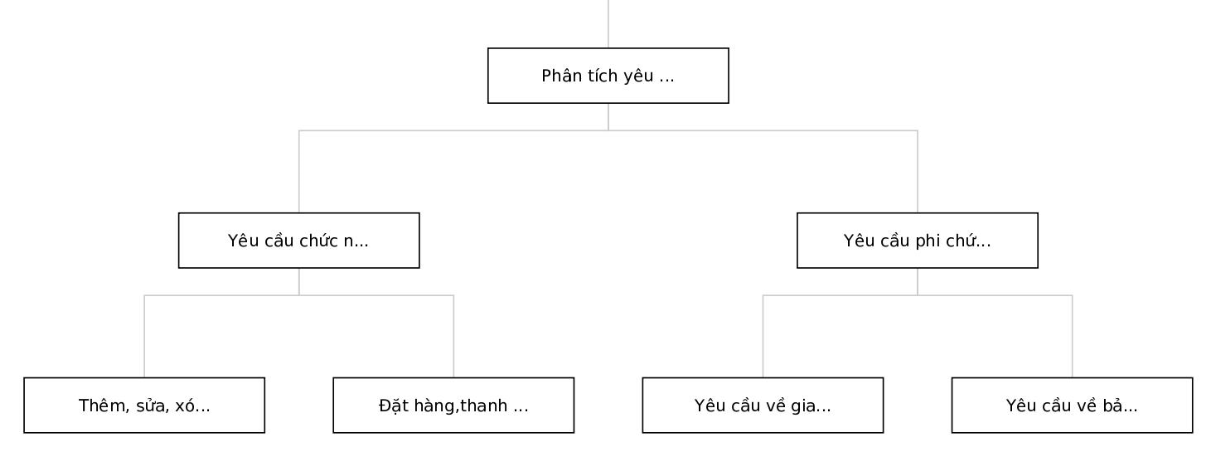 Phân tích yêu ...
Yêu cầu chức n...
Yêu cầu phi chứ...
Thêm, sửa, xó...
Đặt hàng,thanh ...
Yêu cầu về gia...
Yêu cầu về bả...